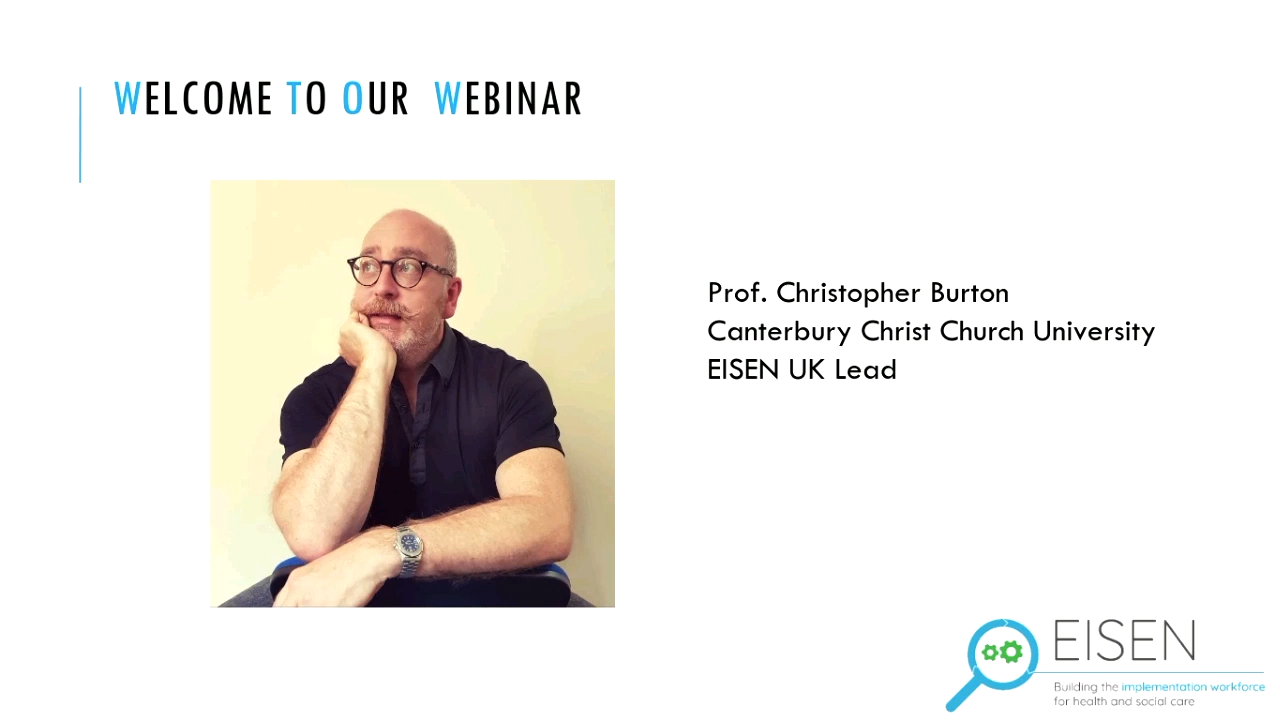 WELCOME TO OUR WEBINAR
Prof. Christopher Burton
Canterbury Christ Church University
EISEN UK Lead
EISEN
Building the implementation workforce
for health and social care